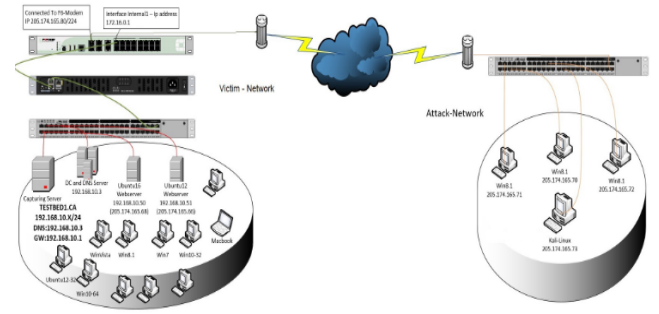 Connected To F6-Modem
IP 205.174.165.80/224
Interface Internal1 – Ip address
172.16.0.1
Victim - Network
Attack-Network
Capturing Server
DC and DNS Server
192.168.10.3
Ubuntu16
Webserver
192.168.10.50
(205.174.165.68)
Ubuntu12
Webserver
192.168.10.51
(205.174.165.66)
TESTBED1.CA
192.168.10.X/24
DNS:192.168.10.3
GW:192.168.10.1
Macbook
WinVista
Win8.1
Win7
Win10-32
Ubuntu12-32
Win10-64
Win8.1
205.174.165.71
Win8.1
205.174.165.70
Win8.1
205.174.165.72
Kali-Linux
205.174.165.73